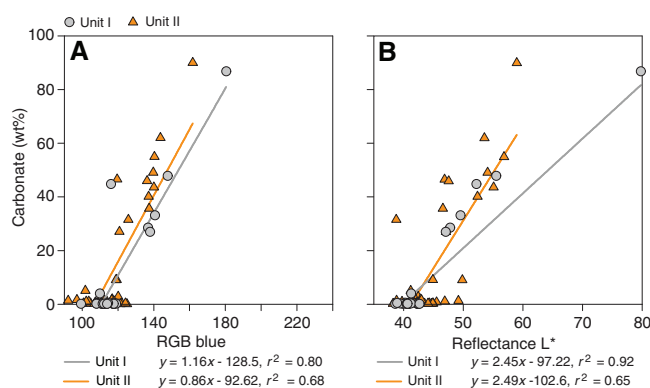 Unit I Unit II
A
B
Carbonate (wt%)
100
80
60
40
20
0
100 140 180 220
RGB blue
40 50 60 70 80
Reflectance L*
Unit I y = 1.16x - 128.5, r² = 0.80
Unit II y = 0.86x - 92.62, r² = 0.68
Unit I y = 2.45x - 97.22, r² = 0.92
Unit II y = 2.49x - 102.6, r² = 0.65